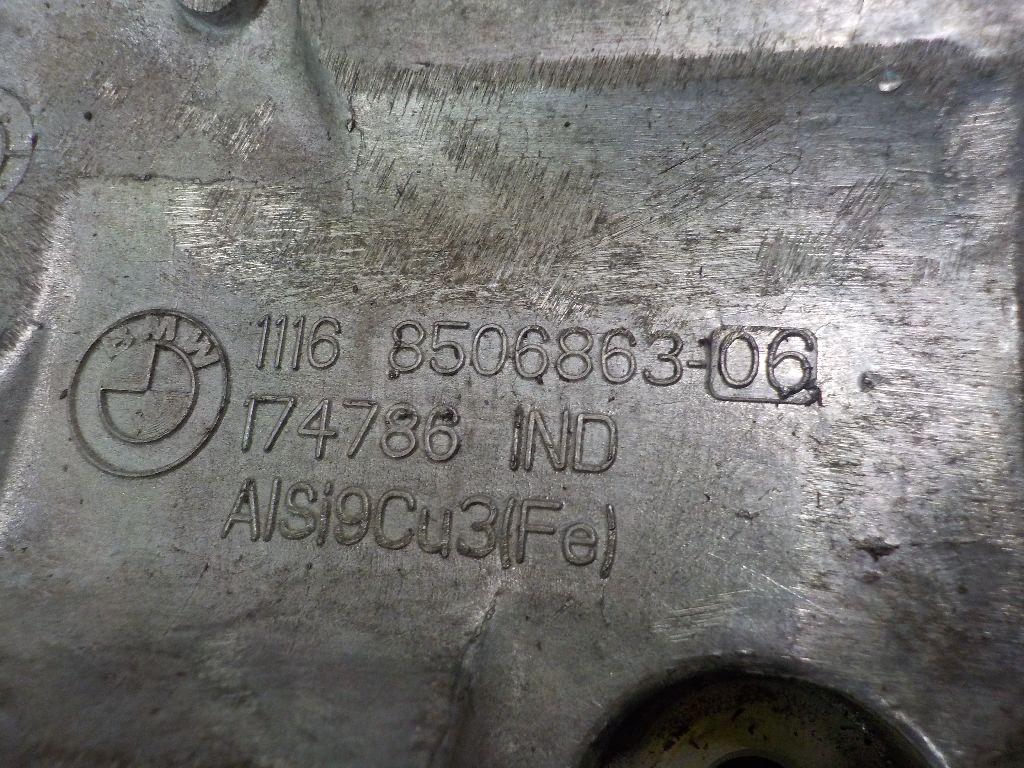 BMW
1116 8506863-06
174786 IND
AlSi9Cu3(Fe)